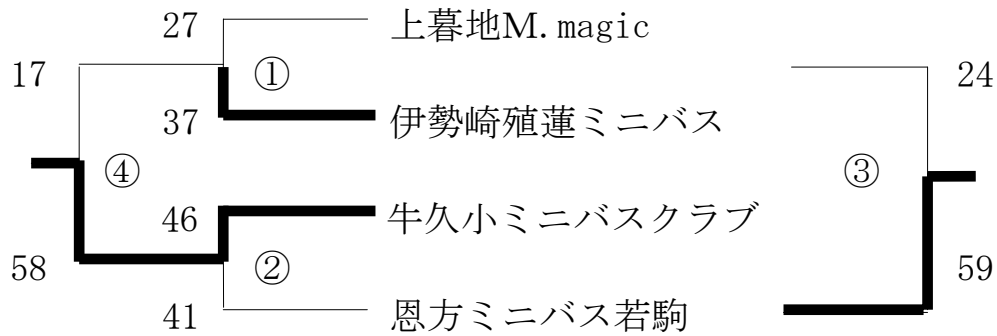 27 上暮地M.magic
17 ① 24
37 伊勢崎殖蓮ミニバス
④ ③
46 牛久小ミニバスクラブ
58 ② 59
41 恩方ミニバス若駒